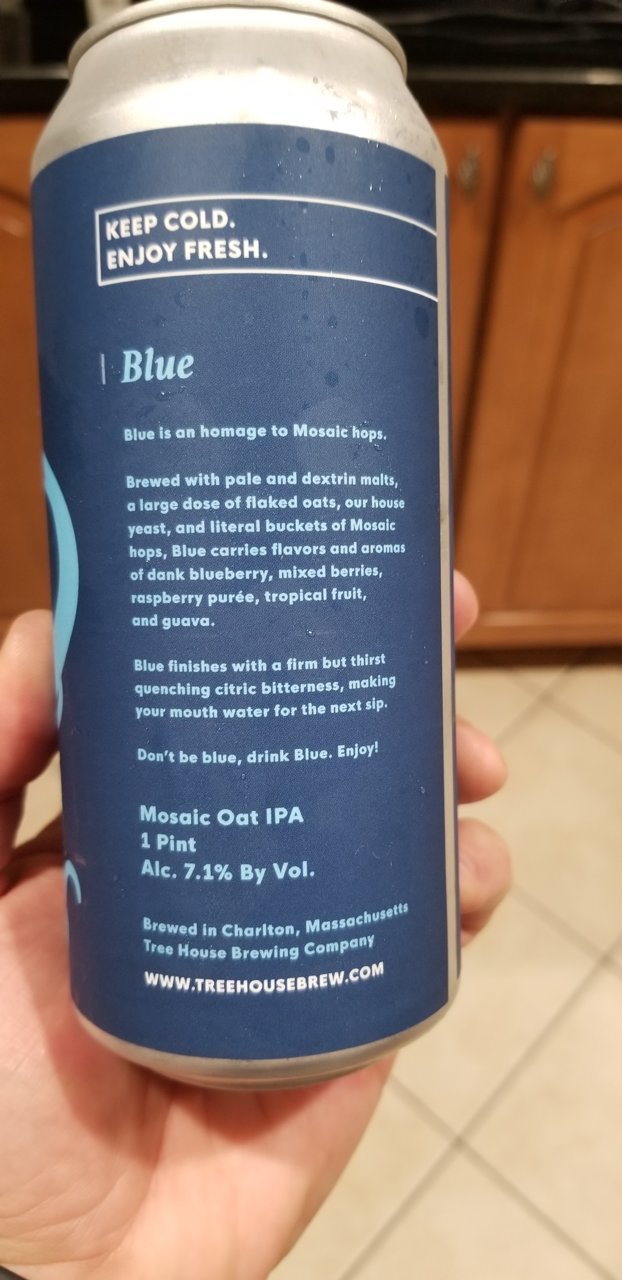 KEEP COLD.
ENJOY FRESH.
Blue
Blue is an homage to Mosaic hops.
Brewed with pale and dextrin malts,
a large dose of flaked oats, our house
yeast, and literal buckets of Mosaic
hops, Blue carries flavors and aromas
of dank blueberry, mixed berries,
raspberry purée, tropical fruit,
and guava.
Blue finishes with a firm but thirst
quenching citric bitterness, making
your mouth water for the next sip.
Don't be blue, drink Blue. Enjoy!
Mosaic Oat IPA
1 Pint
Alc. 7.1% By Vol.
Brewed in Charlton, Massachusetts
Tree House Brewing Company
WWW.TREEHOUSEBREW.COM